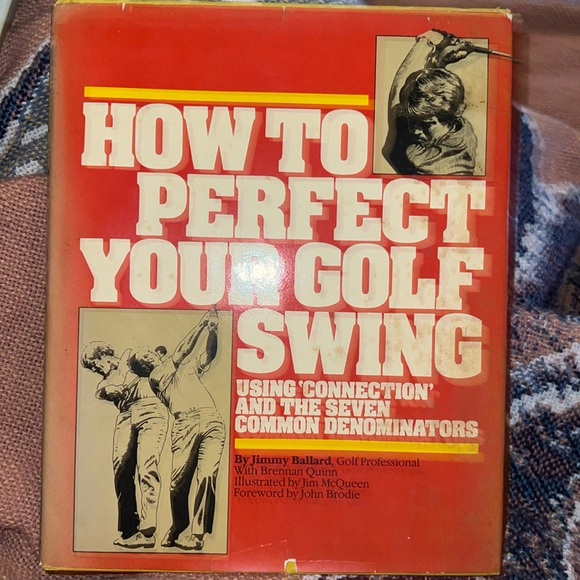 HOW TO
PERFECT
YOUR GOLF
SWING
USING 'CONNECTION'
AND THE SEVEN
COMMON DENOMINATORS
By Jimmy Ballard, Golf Professional
With Brennan Quinn
Illustrated by Jim McQueen
Foreword by John Brodie